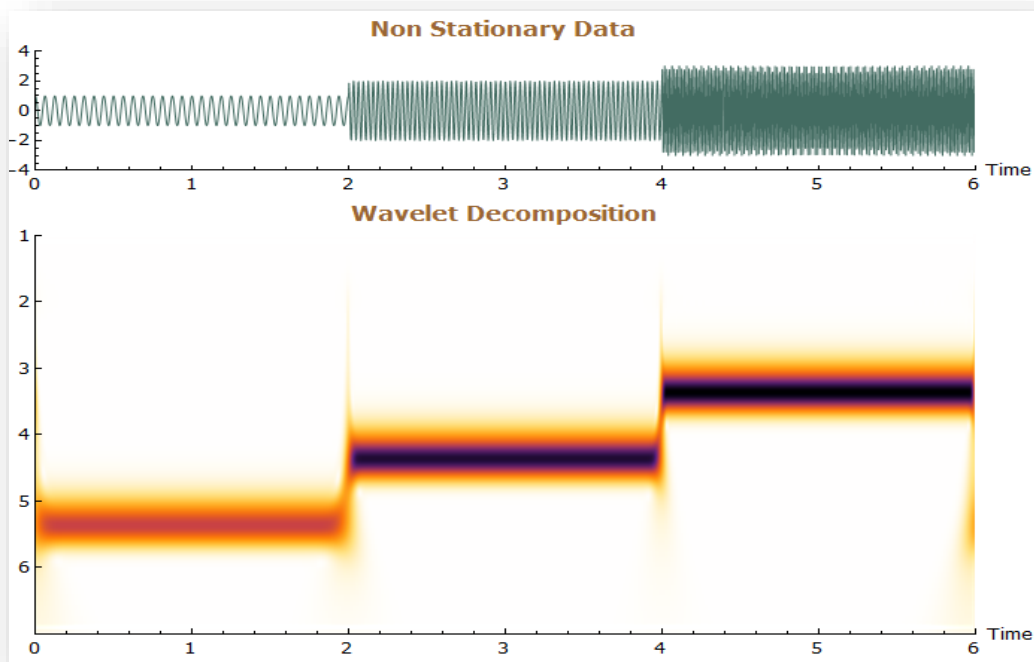 Non Stationary Data
4
2
0
−2
−4
0 1 2 3 4 5 6 Time
Wavelet Decomposition
1
2
3
4
5
6
0 1 2 3 4 5 6 Time